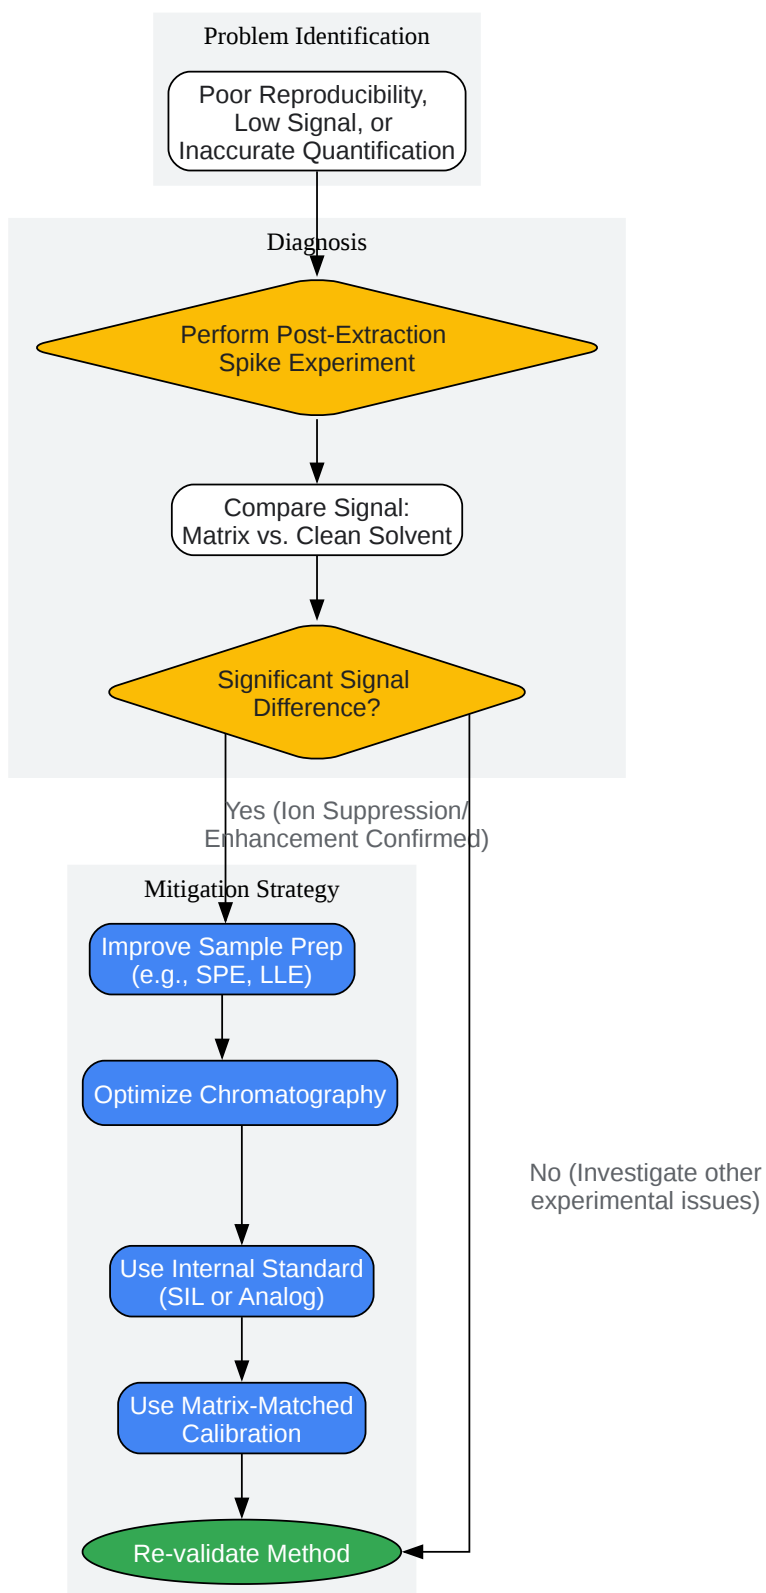 Problem Identification
Poor Reproducibility,
Low Signal, or
Inaccurate Quantification
Diagnosis
Perform Post-Extraction
Spike Experiment
Compare Signal:
Matrix vs. Clean Solvent
Significant Signal
Difference?
Yes (Ion Suppression/
Enhancement Confirmed)
Mitigation Strategy
Improve Sample Prep
(e.g., SPE, LLE)
Optimize Chromatography
No (Investigate other
experimental issues)
Use Internal Standard
(SIL or Analog)
Use Matrix-Matched
Calibration
Re-validate Method